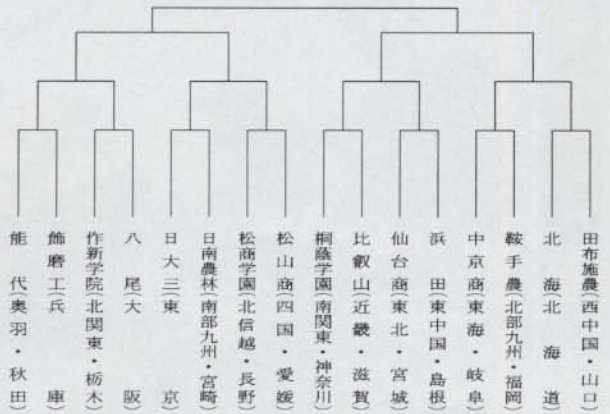 能代(奥羽・秋田)
飾磨工(兵庫)
作新学院(北関東・栃木)
八尾(大阪)
日大三(東京)
日南農林(南部九州・宮崎)
松商学園(北信越・長野)
松山商(四国・愛媛)
桐蔭学園(南関東・神奈川)
比叡山(近畿・滋賀)
仙台商(東北・宮城)
浜田(東中国・島根)
中京商(東海・岐阜)
鞍手農(北部九州・福岡)
北海(北海道)
田布施農(西中国・山口)